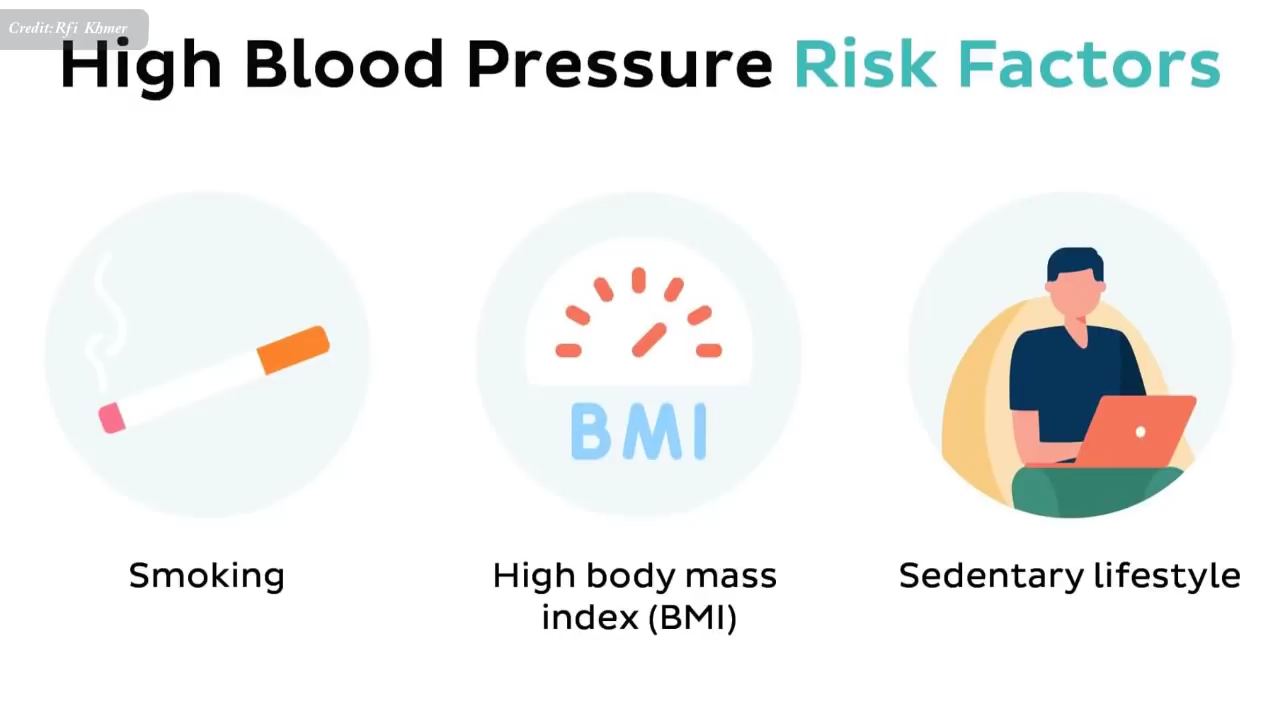 Credit:Rfi Khmer
High Blood Pressure Risk Factors
BMI
Smoking
High body mass
index (BMI)
Sedentary lifestyle